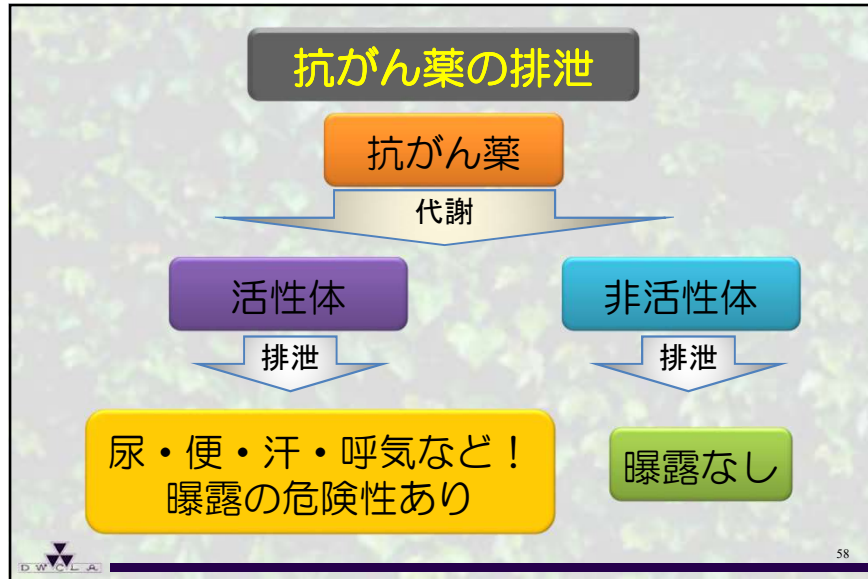 抗がん薬の排泄
抗がん薬
代謝
活性体
非活性体
排泄
排泄
尿・便・汗・呼気など！
曝露の危険性あり
曝露なし
DWCLA
58